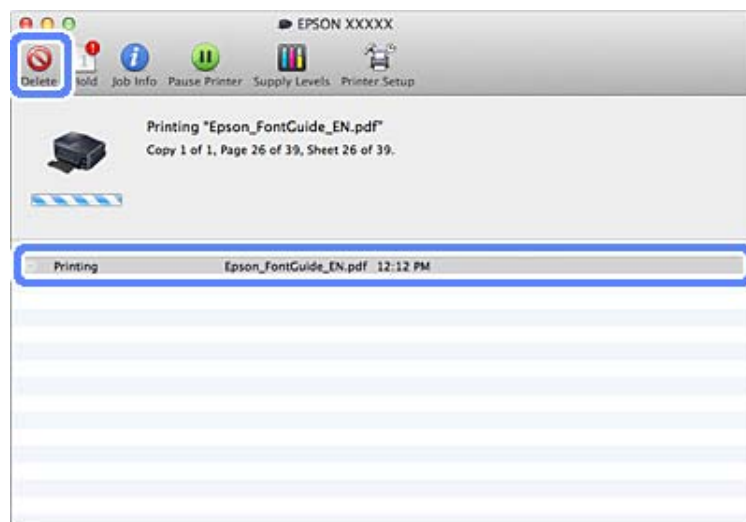 EPSON XXXXX
Delete Hold Job Info Pause Printer Supply Levels Printer Setup
Printing "Epson_FontGuide_EN.pdf"
Copy 1 of 1, Page 26 of 39, Sheet 26 of 39.
Printing Epson_FontGuide_EN.pdf 12:12 PM